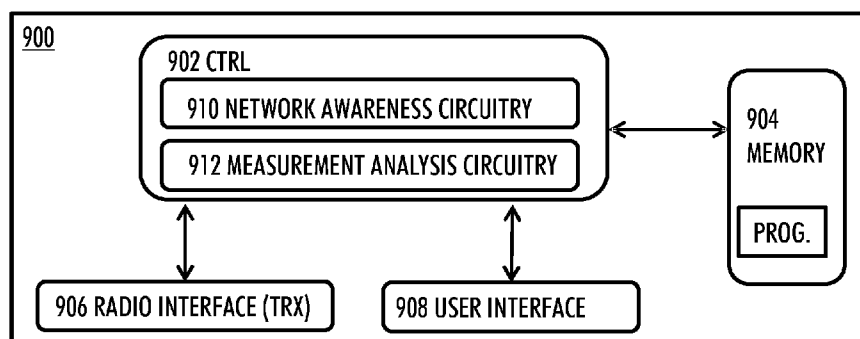 900
902 CTRL
910 NETWORK AWARENESS CIRCUITRY
912 MEASUREMENT ANALYSIS CIRCUITRY
904
MEMORY
PROG.
906 RADIO INTERFACE (TRX)
908 USER INTERFACE